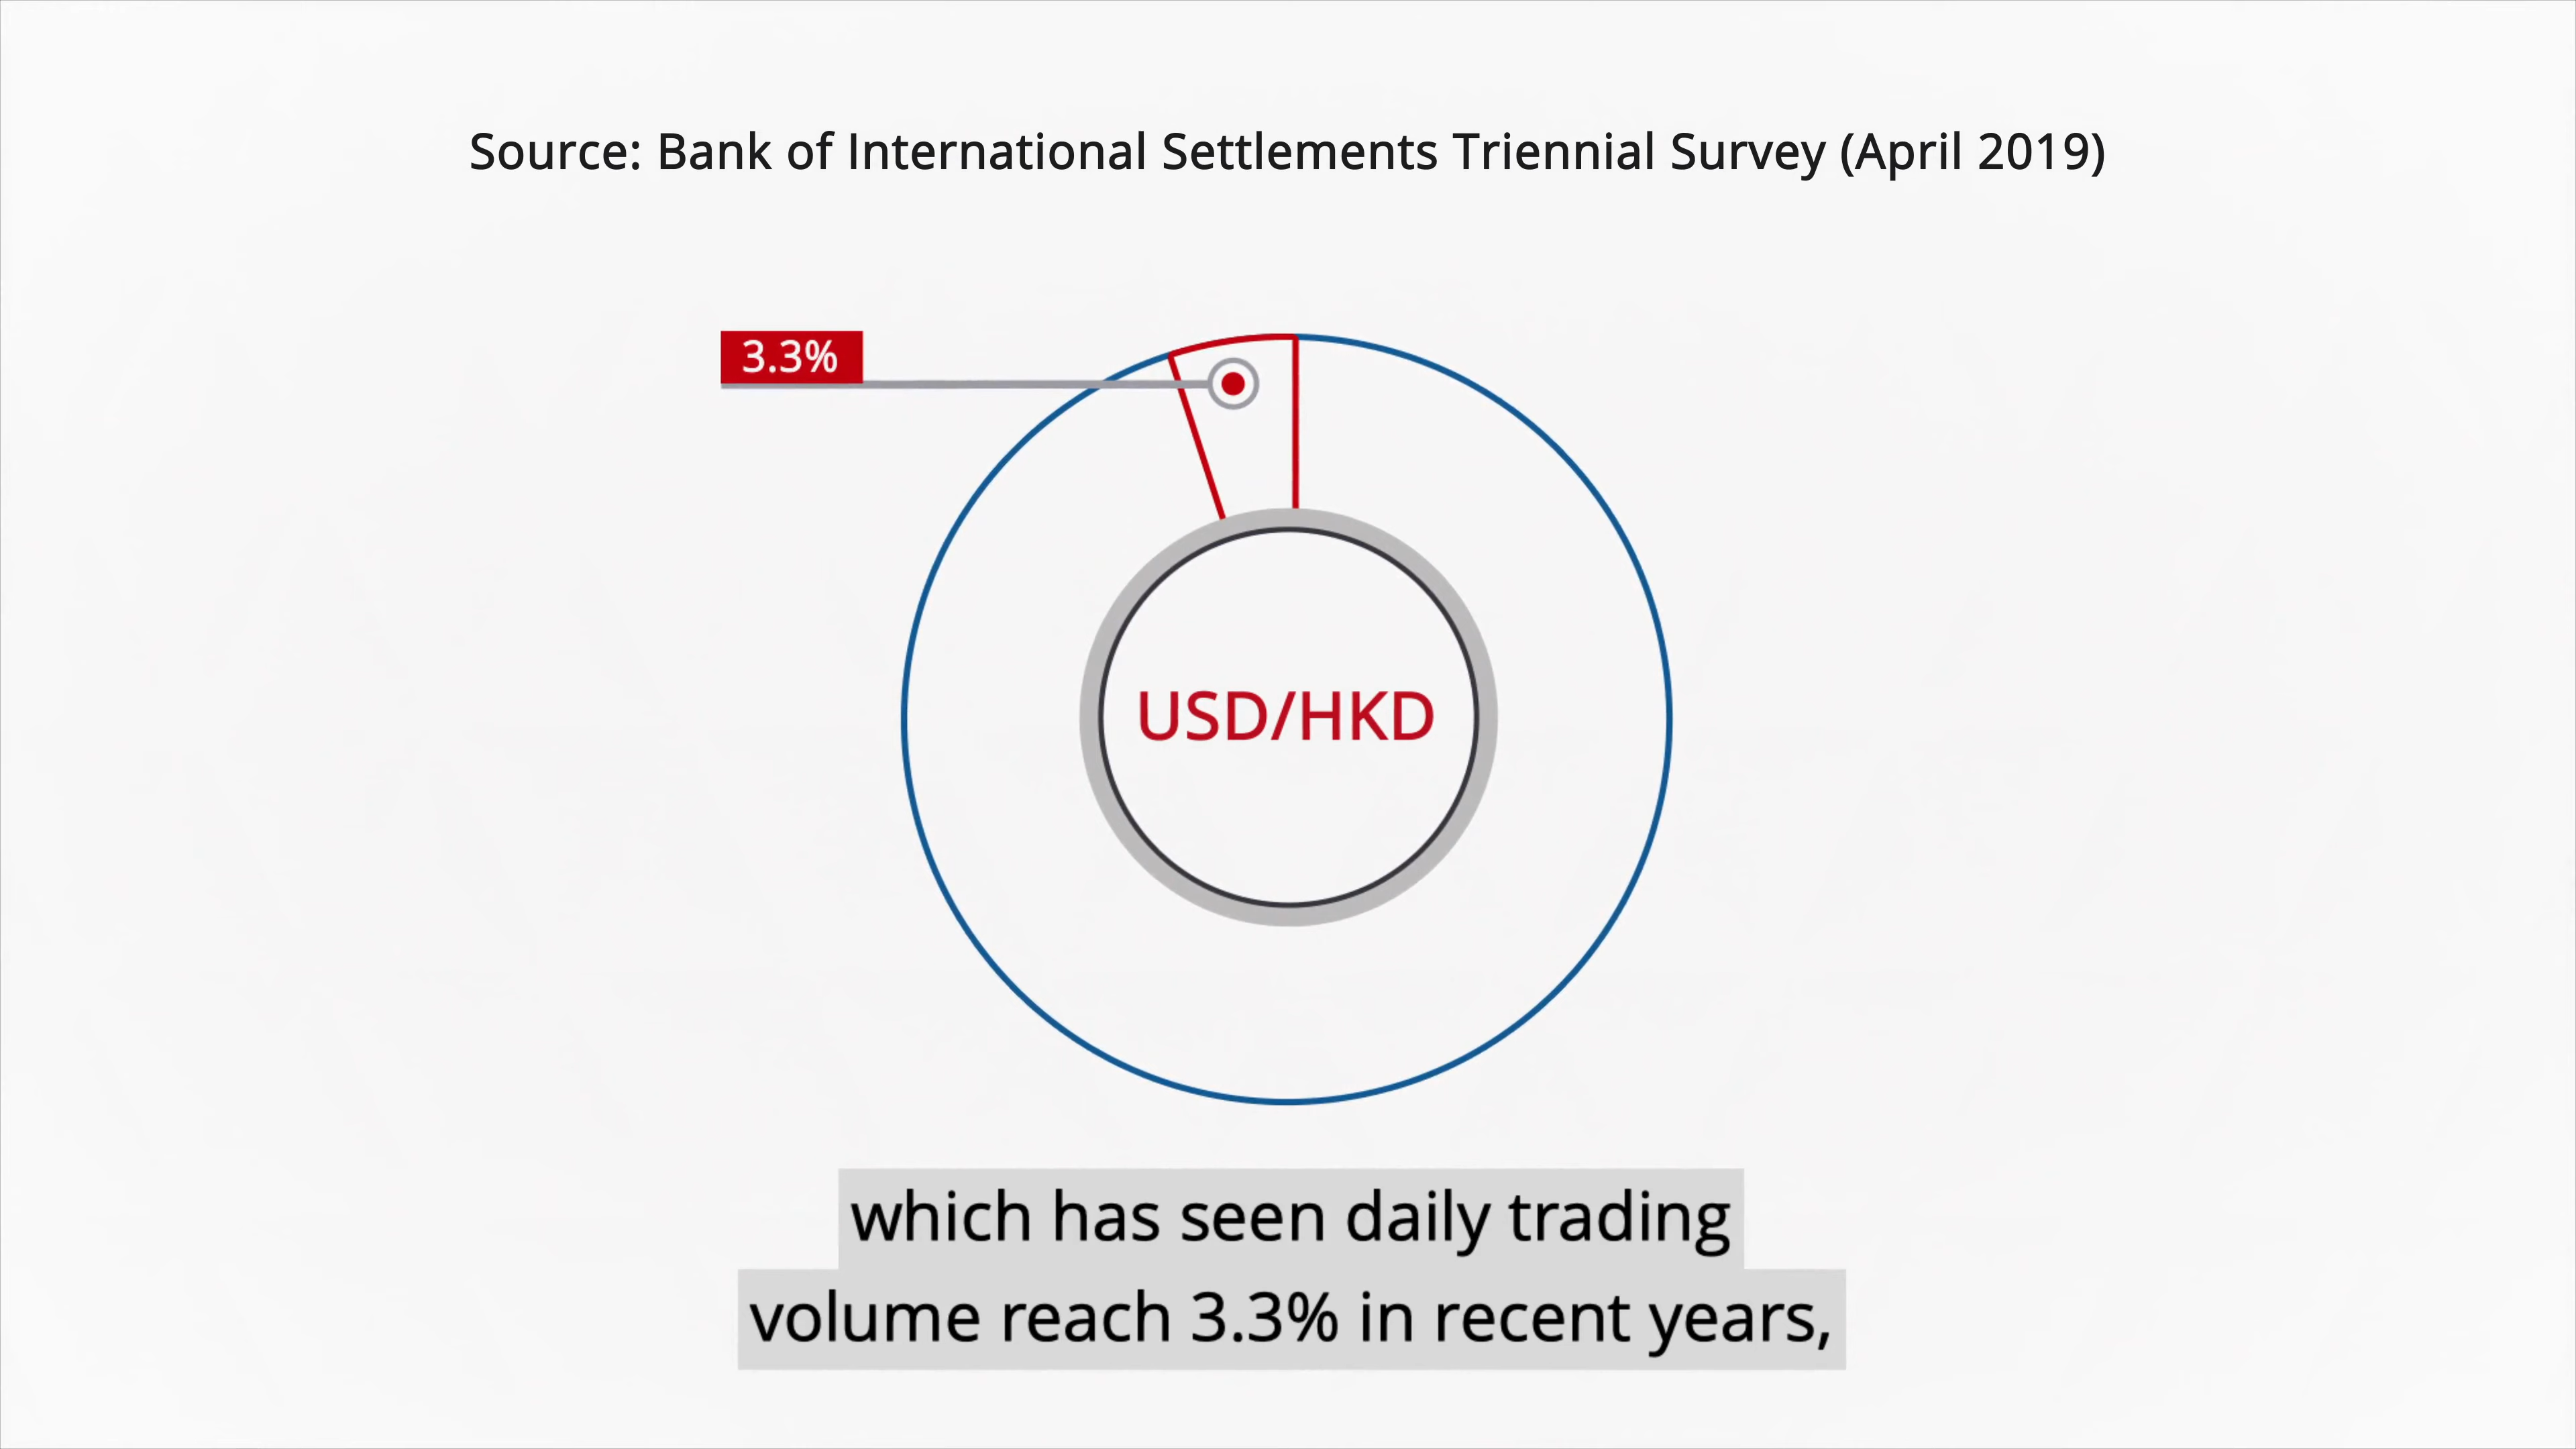 Source: Bank of International Settlements Triennial Survey (April 2019)
3.3%
USD/HKD
which has seen daily trading
volume reach 3.3% in recent years,